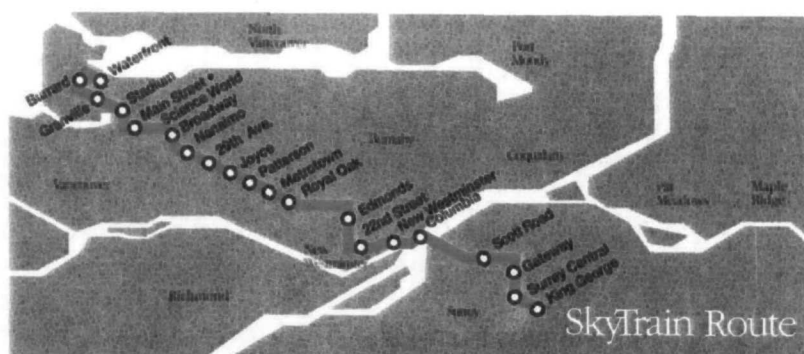 North
Vancouver
Port
Moody
Burrard
Waterfront
Granville
Stadium
Main Street •
Science World
Broadway
Nanaimo
29th Ave.
Joyce
Patterson
Metrotown
Royal Oak
Burnaby
Coquitlam
Vancouver
Pitt
Meadows
Maple
Ridge
Edmonds
22nd Street
New Westminster
Columbia
New
Westminster
Scott Road
Gateway
Surrey Central
King George
Richmond
Surrey
SkyTrain Route